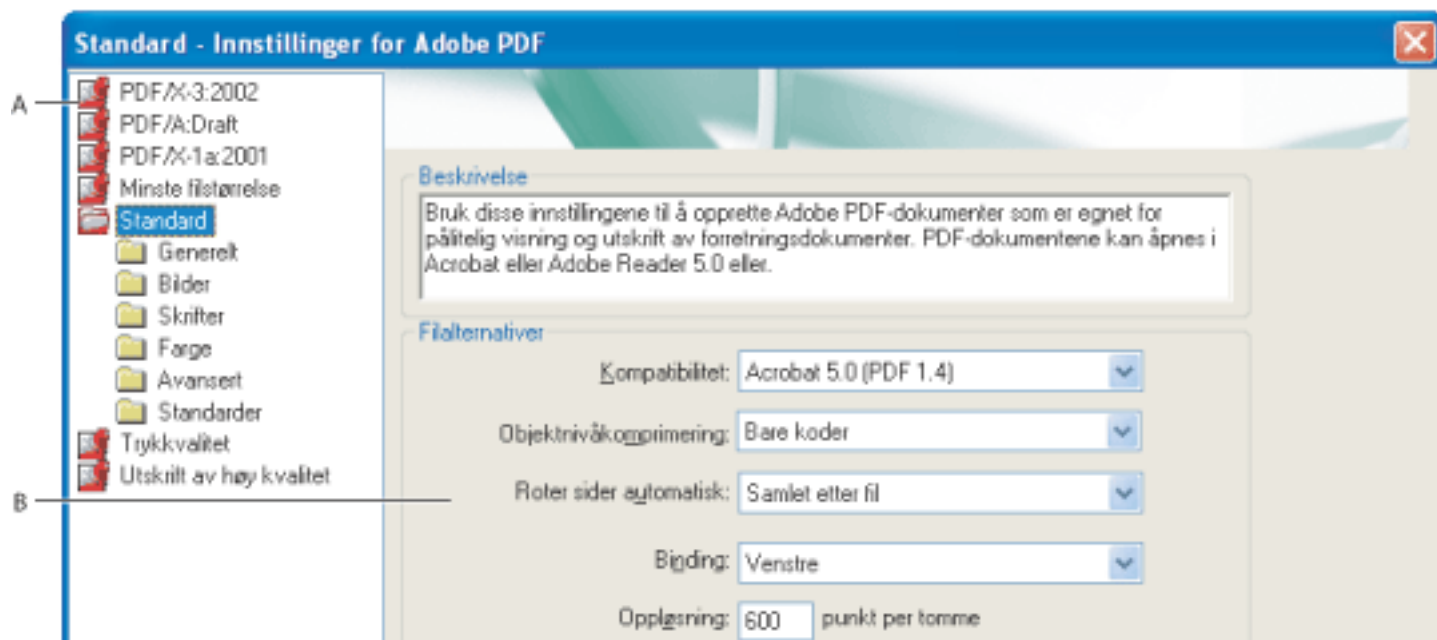 Standard - Innstillinger for Adobe PDF
A
PDF/X-3:2002
PDF/A:Draft
PDF/X-1a:2001
Minste filstørrelse
Standard
Generelt
Bilder
Skrifter
Farge
Avansert
Standarder
Trykkvalitet
Utskrift av høy kvalitet
B
Beskrivelse
Bruk disse innstillingene til å opprette Adobe PDF-dokumenter som er egnet for
pålitelig visning og utskrift av forretningsdokumenter. PDF-dokumentene kan åpnes i
Acrobat eller Adobe Reader 5.0 eller.
Filalternativer
Kompatibilitet: Acrobat 5.0 (PDF 1.4)
Objektnivåkomprimering: Bare koder
Roter sider automatisk: Samlet etter fil
Binding: Venstre
Oppløsning: 600 punkt per tomme